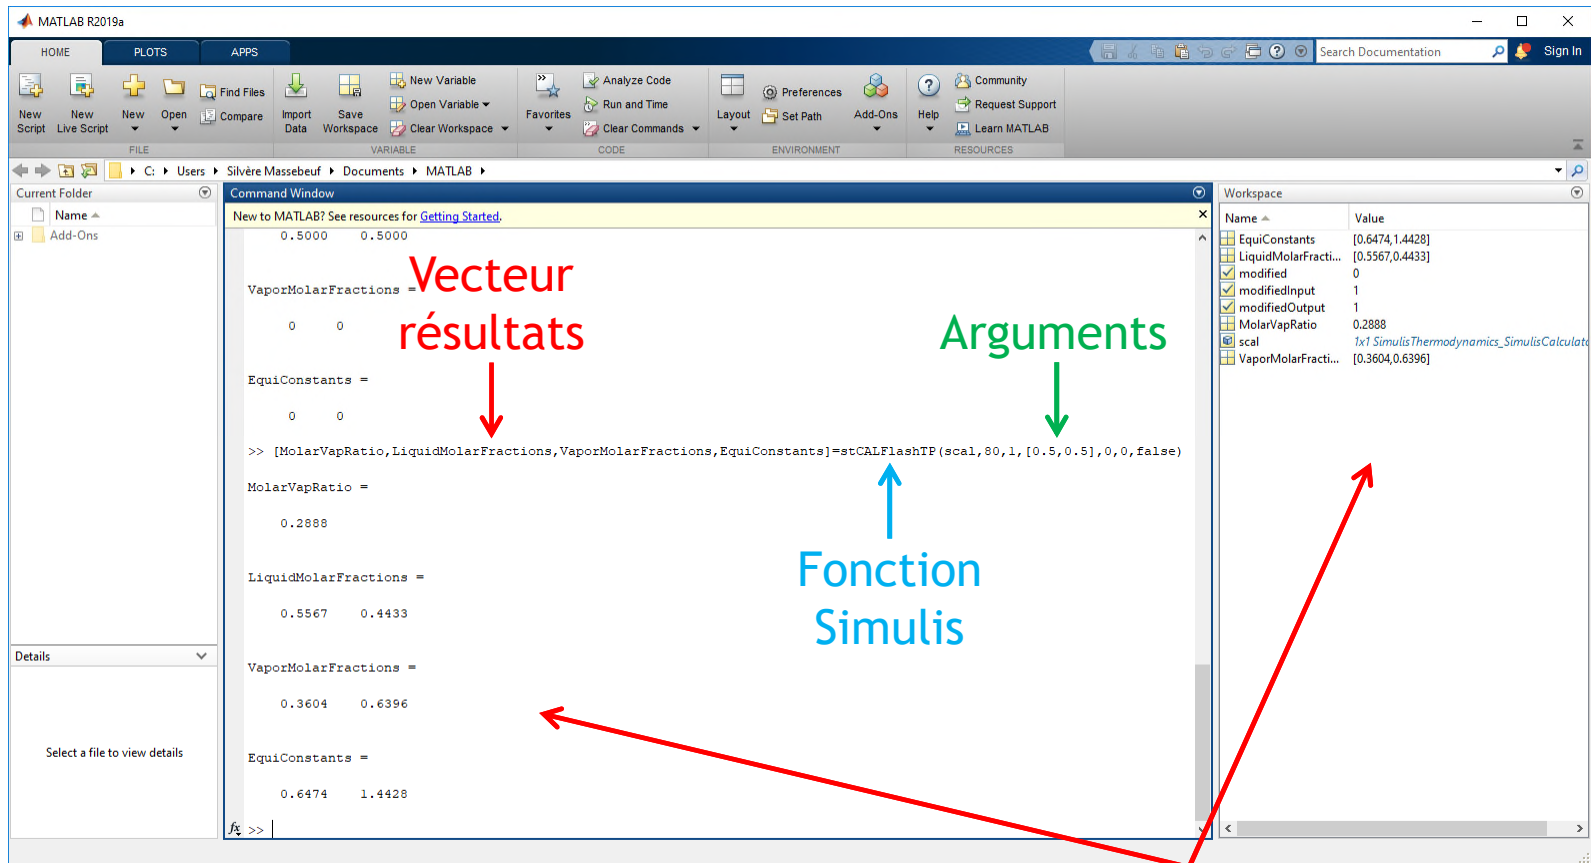 MATLAB R2019a
HOME PLOTS APPS
Search Documentation
Sign In
New Script
New Live Script
New
Open
Find Files
Compare
Import Data
Save Workspace
New Variable
Open Variable
Clear Workspace
Favorites
Analyze Code
Run and Time
Clear Commands
Layout
Preferences
Set Path
Add-Ons
Help
Community
Request Support
Learn MATLAB
FILE VARIABLE CODE ENVIRONMENT RESOURCES
C: Users Silvère Massebeuf Documents MATLAB
Current Folder
Name
Add-Ons
Details
Select a file to view details
Command Window
New to MATLAB? See resources for Getting Started.
0.5000 0.5000
VaporMolarFractions =
0 0
EquiConstants =
0 0
>> [MolarVapRatio,LiquidMolarFractions,VaporMolarFractions,EquiConstants]=stCALFlashTP(scal,80,1,[0.5,0.5],0,0,false)
MolarVapRatio =
0.2888
LiquidMolarFractions =
0.5567 0.4433
VaporMolarFractions =
0.3604 0.6396
EquiConstants =
0.6474 1.4428
fx >>
Vecteur
résultats
Arguments
Fonction
Simulis
Workspace
Name Value
EquiConstants [0.6474,1.4428]
LiquidMolarFracti... [0.5567,0.4433]
modified 0
modifiedInput 1
modifiedOutput 1
MolarVapRatio 0.2888
scal 1x1 SimulisThermodynamics_SimulisCalculato
VaporMolarFracti... [0.3604,0.6396]